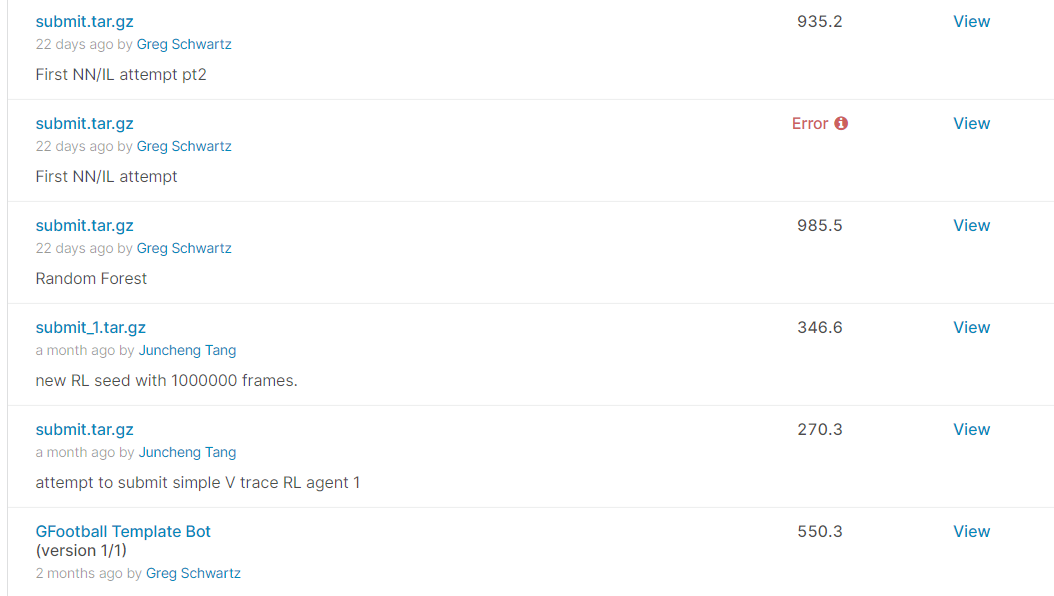 submit.tar.gz 935.2 View
22 days ago by Greg Schwartz
First NN/IL attempt pt2
submit.tar.gz Error View
22 days ago by Greg Schwartz
First NN/IL attempt
submit.tar.gz 985.5 View
22 days ago by Greg Schwartz
Random Forest
submit_1.tar.gz 346.6 View
a month ago by Juncheng Tang
new RL seed with 1000000 frames.
submit.tar.gz 270.3 View
a month ago by Juncheng Tang
attempt to submit simple V trace RL agent 1
GFootball Template Bot 550.3 View
(version 1/1)
2 months ago by Greg Schwartz